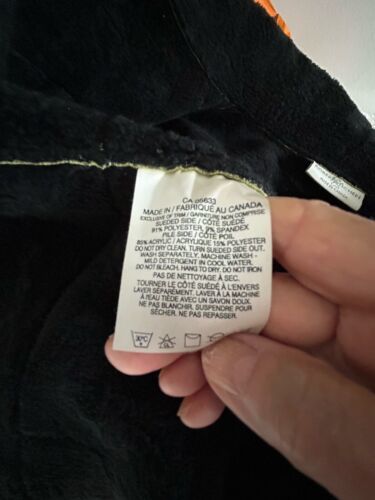 CA 05633
MADE IN / FABRIQUÉ AU CANADA
EXCLUSIVE OF TRIM / GARNITURE NON COMPRISE
SUEDED SIDE / CÔTÉ SUÉDÉ
91% POLYESTER, 9% SPANDEX
PILE SIDE / CÔTÉ POIL
85% ACRYLIC / ACRYLIQUE 15% POLYESTER
DO NOT DRY CLEAN, TURN SUEDED SIDE OUT.
WASH SEPARATELY. MACHINE WASH -
MILD DETERGENT IN COOL WATER.
DO NOT BLEACH, HANG TO DRY, DO NOT IRON
PAS DE NETTOYAGE À SEC.
TOURNER LE CÔTÉ SUÉDÉ À L'ENVERS
LAVER SÉPARÉMENT. LAVER À LA MACHINE
À L'EAU TIÈDE AVEC UN SAVON DOUX.
NE PAS BLANCHIR, SUSPENDRE POUR
SÉCHER. NE PAS REPASSER.
30°C